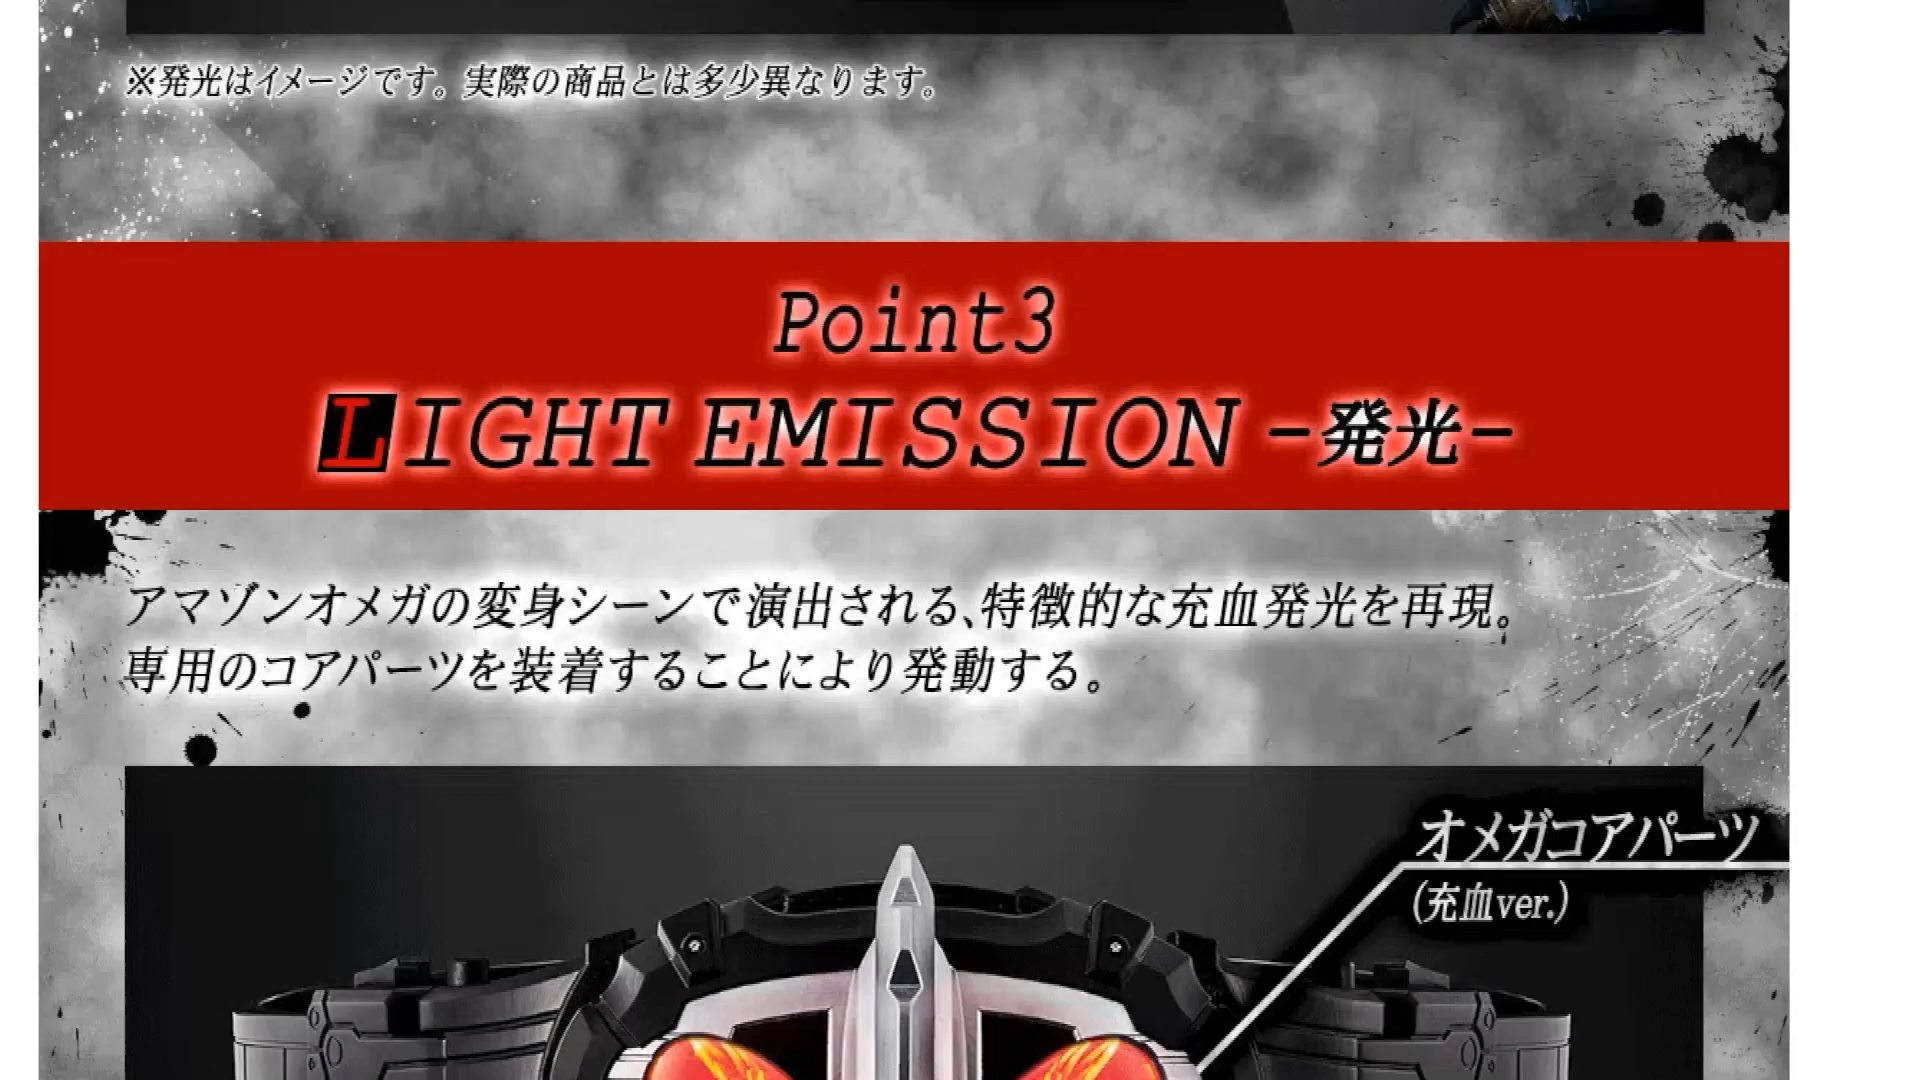 ※発光はイメージです。実際の商品とは多少異なります。
Point3
LIGHT EMISSION -発光-
アマゾンオメガの変身シーンで演出される、特徴的な充血発光を再現。
専用のコアパーツを装着することにより発動する。
オメガコアパーツ
(充血ver.)